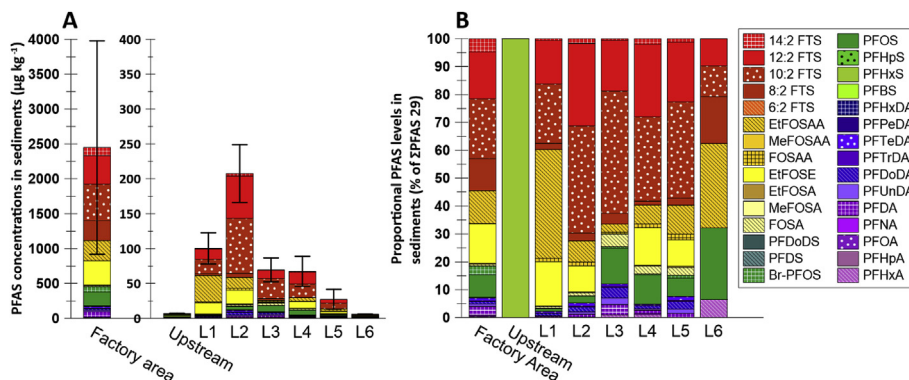 A
B
PFAS concentrations in sediments (µg kg⁻¹)
4000
3500
3000
2500
2000
1500
1000
500
0
400
350
300
250
200
150
100
50
0
Factory area
Upstream
L1
L2
L3
L4
L5
L6
Proportional PFAS levels in
sediments (% of ΣPFAS 29)
100
90
80
70
60
50
40
30
20
10
0
Factory Area
Upstream
L1
L2
L3
L4
L5
L6
14:2 FTS
12:2 FTS
10:2 FTS
8:2 FTS
6:2 FTS
EtFOSAA
MeFOSAA
FOSAA
EtFOSE
EtFOSA
MeFOSA
FOSA
PFDoDS
PFDS
Br-PFOS
PFOS
PFHpS
PFHxS
PFBS
PFHxDA
PFPeDA
PFTeDA
PFTrDA
PFDoDA
PFUnDA
PFDA
PFNA
PFOA
PFHpA
PFHxA